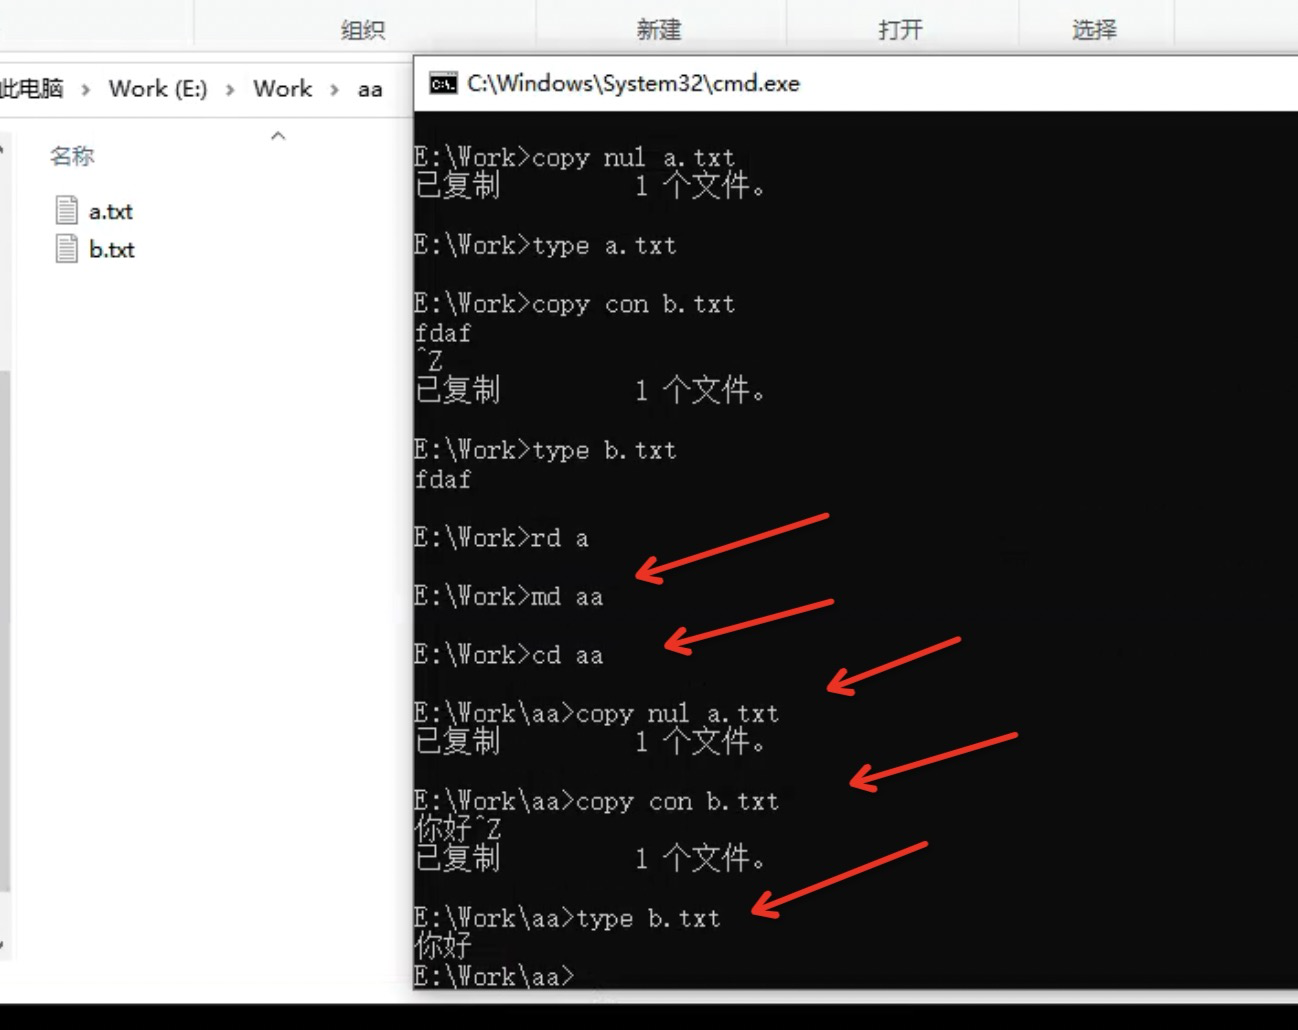 组织 新建 打开 选择
此电脑 › Work (E:) › Work › aa
名称
a.txt
b.txt
C:\Windows\System32\cmd.exe
E:\Work>copy nul a.txt
已复制         1 个文件。
E:\Work>type a.txt
E:\Work>copy con b.txt
fdaf
^Z
已复制         1 个文件。
E:\Work>type b.txt
fdaf
E:\Work>rd a
E:\Work>md aa
E:\Work>cd aa
E:\Work\aa>copy nul a.txt
已复制         1 个文件。
E:\Work\aa>copy con b.txt
你好^Z
已复制         1 个文件。
E:\Work\aa>type b.txt
你好
E:\Work\aa>